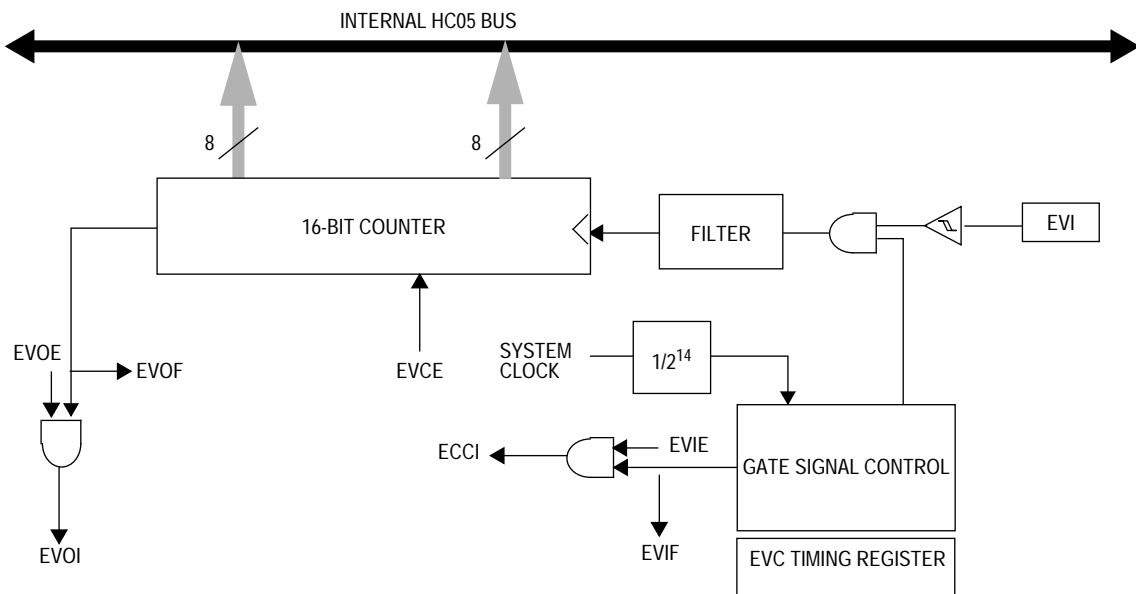 INTERNAL HC05 BUS
8
8
16-BIT COUNTER
FILTER
EVI
EVOE
EVOF
EVCE
SYSTEM
CLOCK
1/2¹⁴
ECCI
EVIE
GATE SIGNAL CONTROL
EVOI
EVIF
EVC TIMING REGISTER